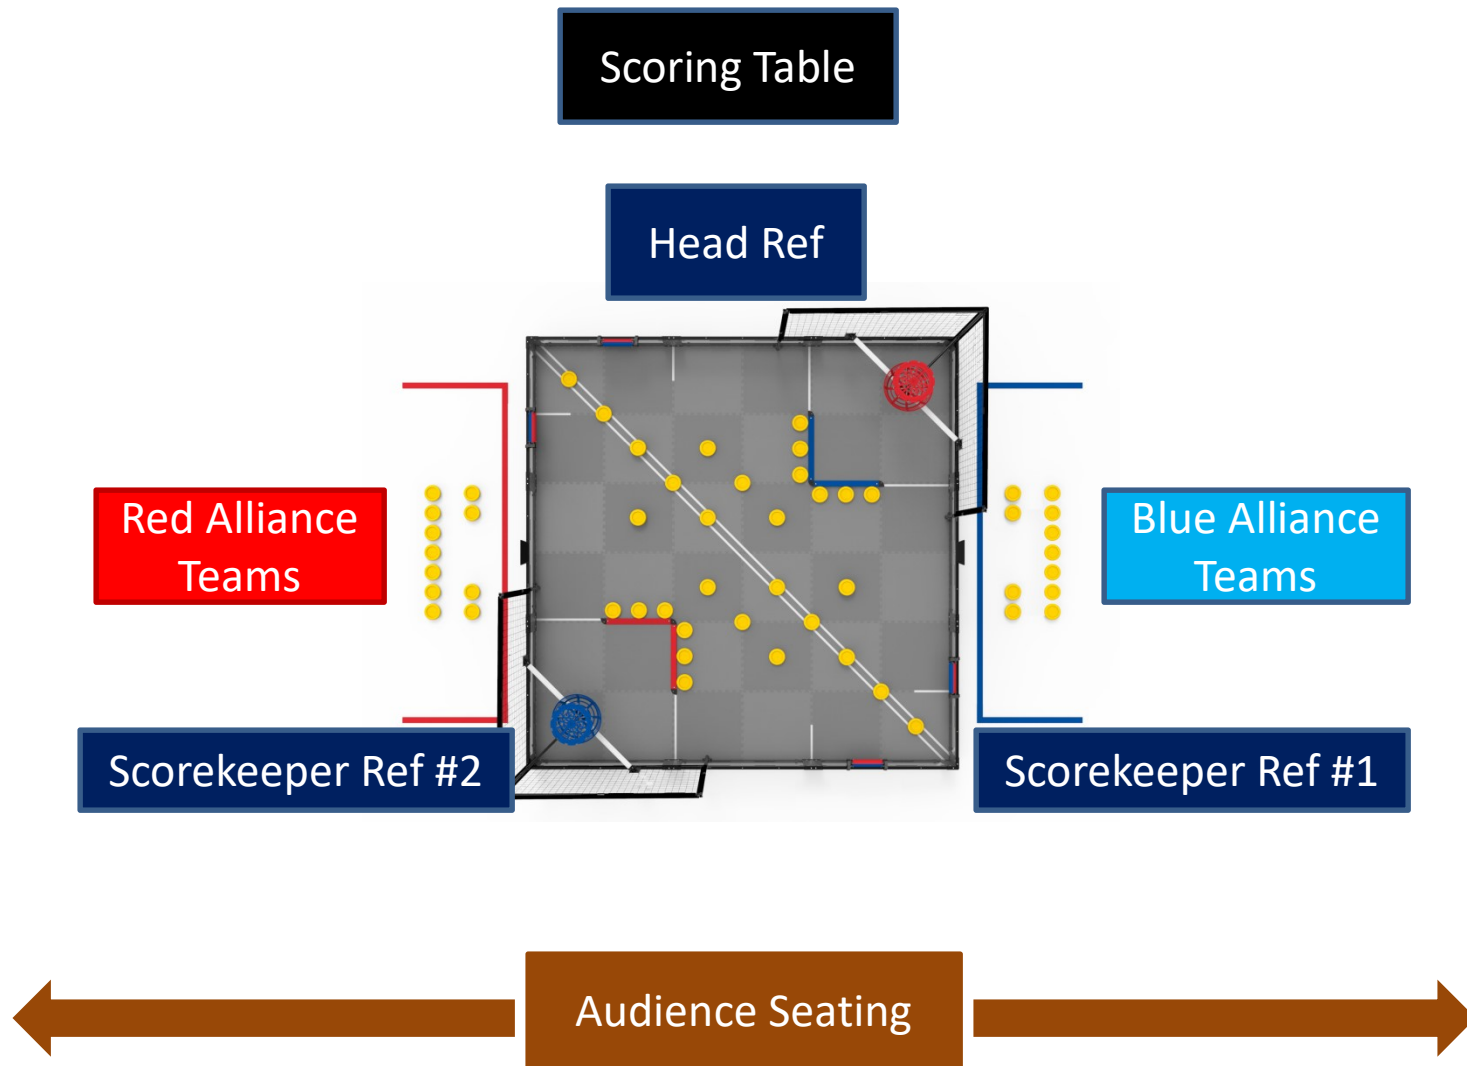 Scoring Table
Head Ref
Red Alliance
Teams
Blue Alliance
Teams
Scorekeeper Ref #2
Scorekeeper Ref #1
Audience Seating